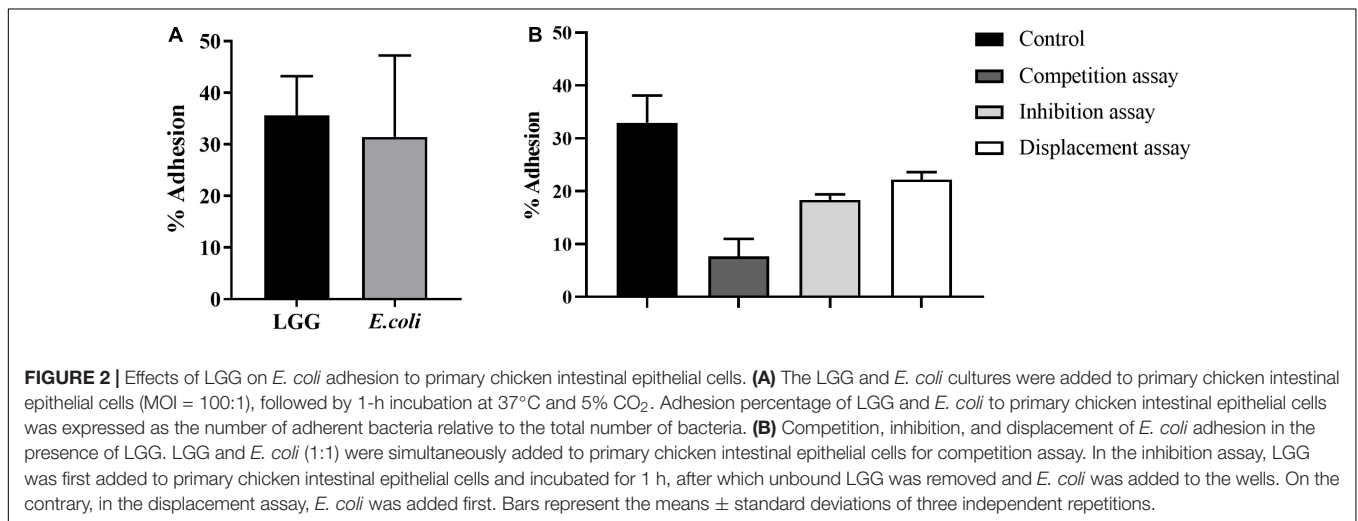 A
50
40
30
20
10
0
% Adhesion
LGG
E.coli
B
50
40
30
20
10
0
% Adhesion
Control
Competition assay
Inhibition assay
Displacement assay
FIGURE 2 | Effects of LGG on E. coli adhesion to primary chicken intestinal epithelial cells. (A) The LGG and E. coli cultures were added to primary chicken intestinal
epithelial cells (MOI = 100:1), followed by 1-h incubation at 37°C and 5% CO₂. Adhesion percentage of LGG and E. coli to primary chicken intestinal epithelial cells
was expressed as the number of adherent bacteria relative to the total number of bacteria. (B) Competition, inhibition, and displacement of E. coli adhesion in the
presence of LGG. LGG and E. coli (1:1) were simultaneously added to primary chicken intestinal epithelial cells for competition assay. In the inhibition assay, LGG
was first added to primary chicken intestinal epithelial cells and incubated for 1 h, after which unbound LGG was removed and E. coli was added to the wells. On the
contrary, in the displacement assay, E. coli was added first. Bars represent the means ± standard deviations of three independent repetitions.